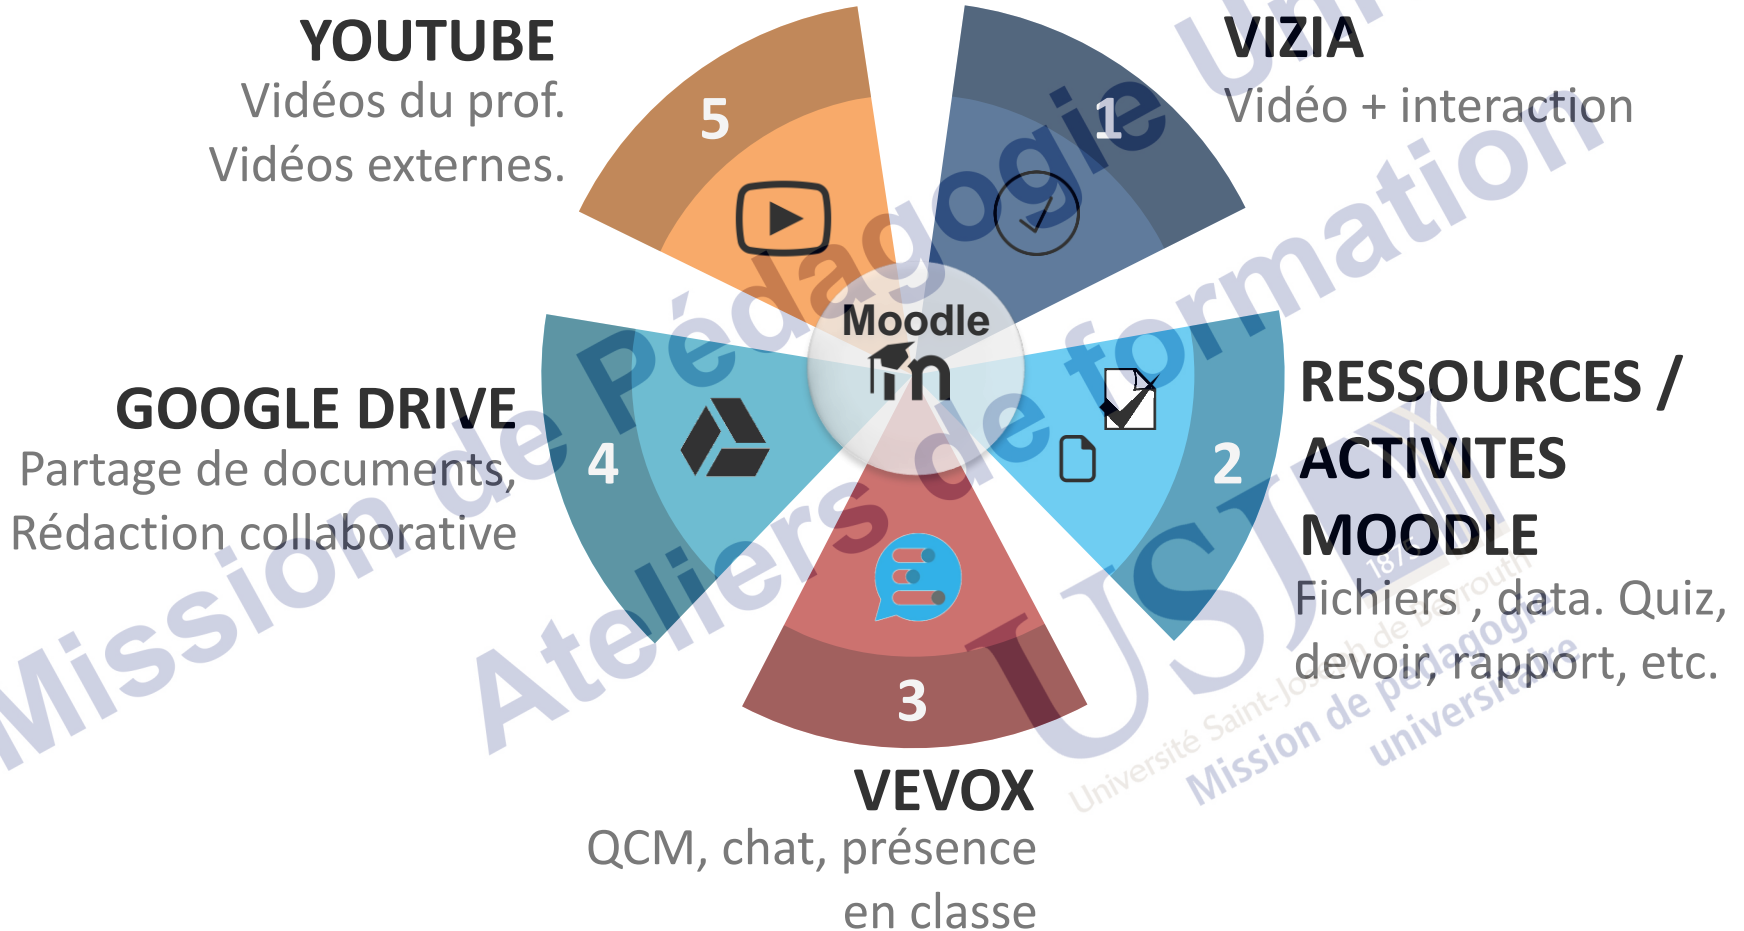 YOUTUBE
Vidéos du prof.
Vidéos externes.
5
1
VIZIA
Vidéo + interaction
Moodle
GOOGLE DRIVE
Partage de documents,
Rédaction collaborative
4
2
RESSOURCES /
ACTIVITES
MOODLE
Fichiers , data. Quiz,
devoir, rapport, etc.
3
VEVOX
QCM, chat, présence
en classe
Mission de Pédagogie
Ateliers de formation
USJ
1875
Université Saint-Joseph de Beyrouth
Mission de pédagogie
universitaire